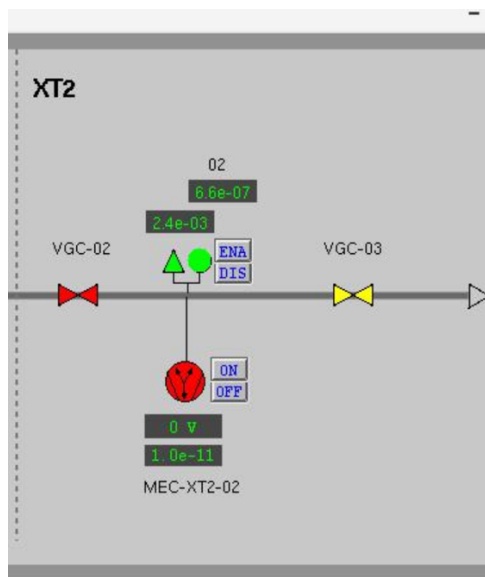 XT2
02
6.6e-07
2.4e-03
VGC-02
ENA
VGC-03
DIS
ON
OFF
0 V
1.0e-11
MEC-XT2-02